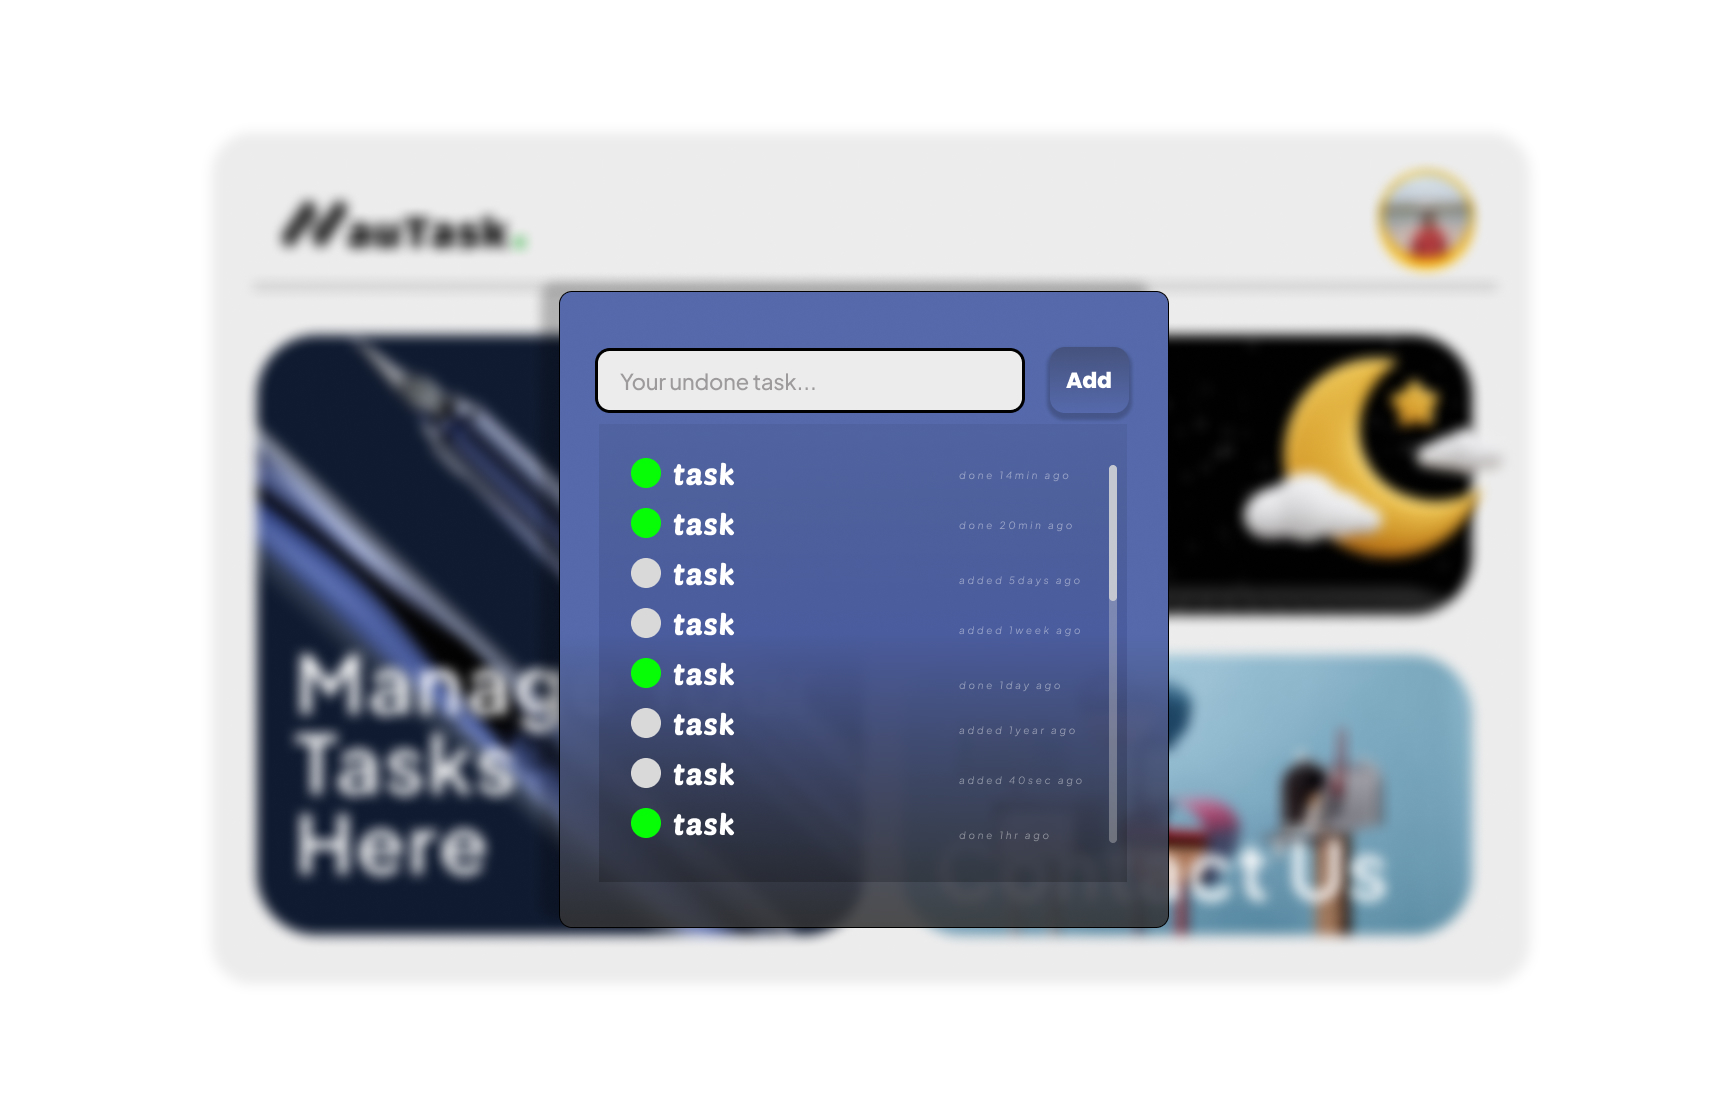 NauTask.
Your undone task...
Add
task done 14min ago
task done 20min ago
task added 5days ago
task added 1week ago
task done 1day ago
task added 1year ago
task added 40sec ago
task done 1hr ago
Manag
Tasks
Here
Contact Us